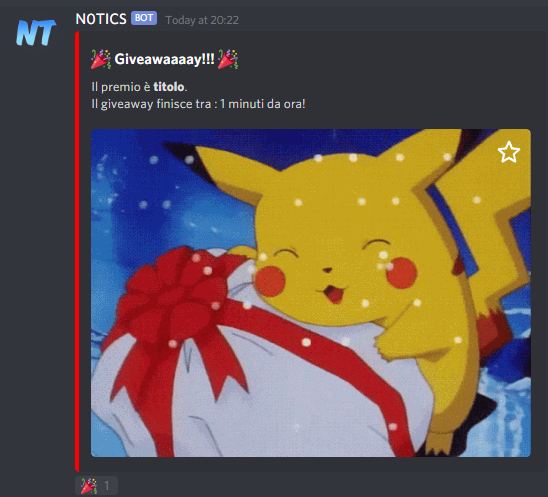 NT
N0TICS BOT Today at 20:22
🎉 Giveawaaaay!!! 🎉
Il premio è titolo.
Il giveaway finisce tra : 1 minuti da ora!
🎉 1